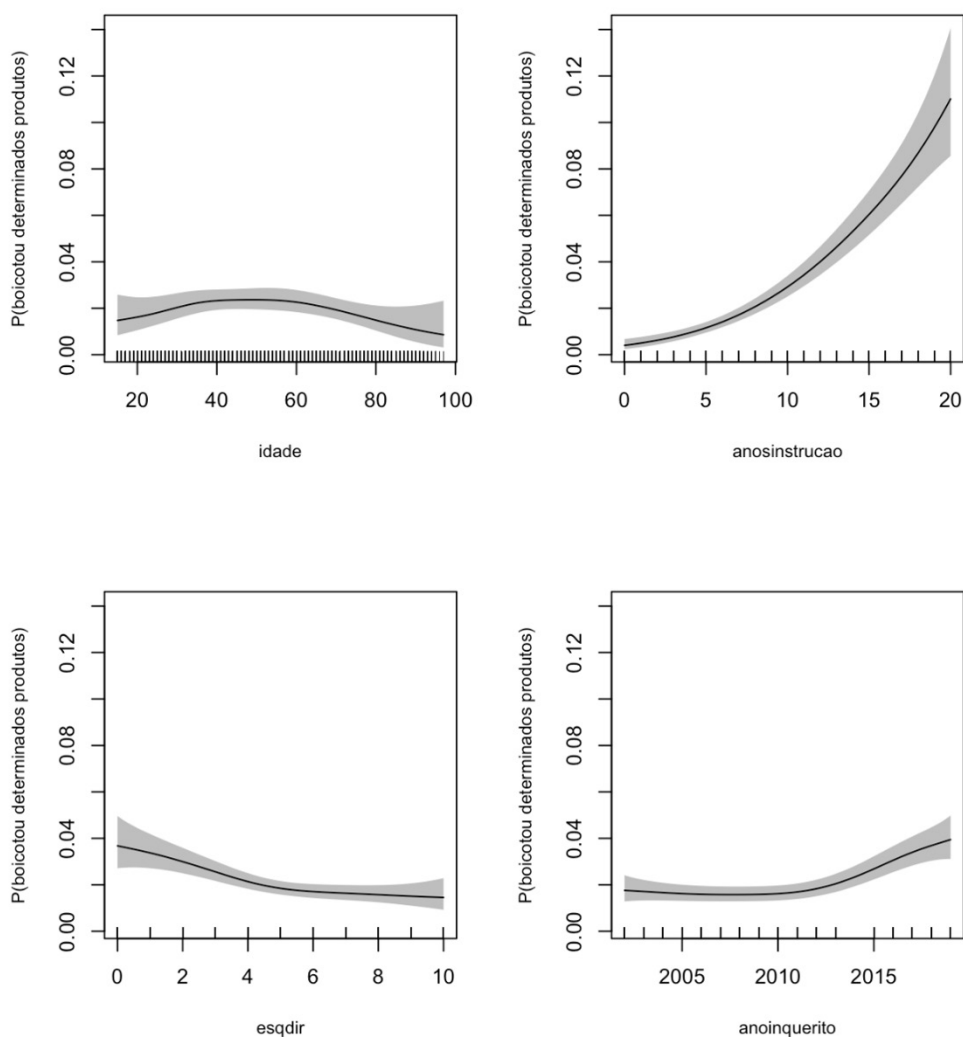 P(boicotou determinados produtos)
0.00 0.04 0.08 0.12
20 40 60 80 100
idade
P(boicotou determinados produtos)
0.00 0.04 0.08 0.12
0 5 10 15 20
anosinstrucao
P(boicotou determinados produtos)
0.00 0.04 0.08 0.12
0 2 4 6 8 10
esqdir
P(boicotou determinados produtos)
0.00 0.04 0.08 0.12
2005 2010 2015
anoinquerito